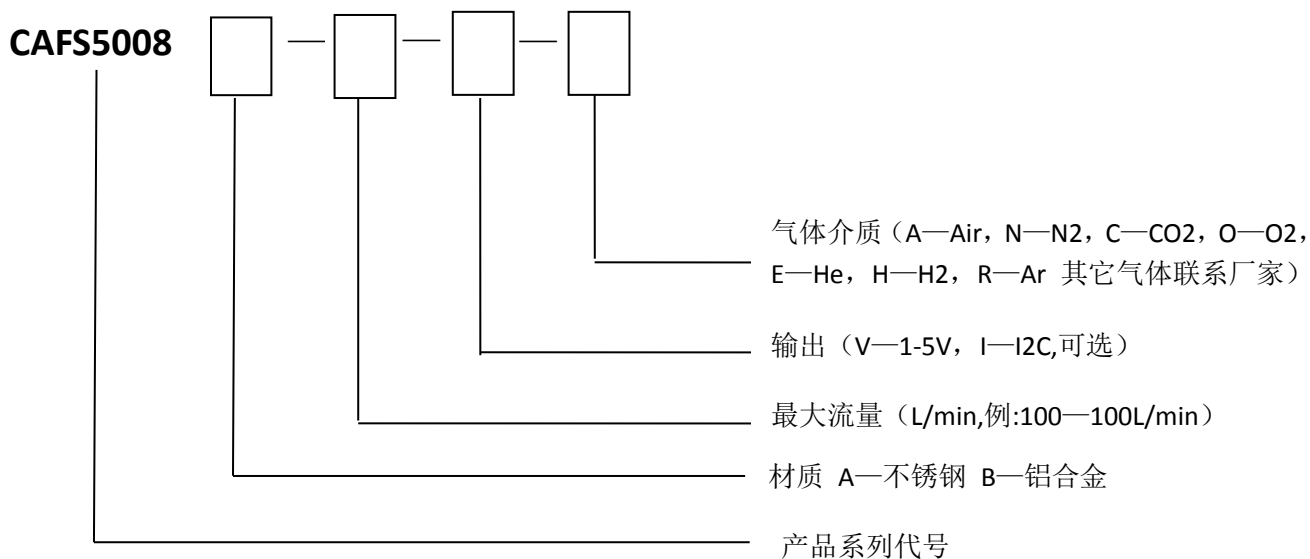 CAFS5008 — — —
气体介质（A—Air，N—N2，C—CO2，O—O2，
E—He，H—H2，R—Ar 其它气体联系厂家）
输出（V—1-5V，I—I2C,可选）
最大流量（L/min,例:100—100L/min）
材质 A—不锈钢 B—铝合金
产品系列代号